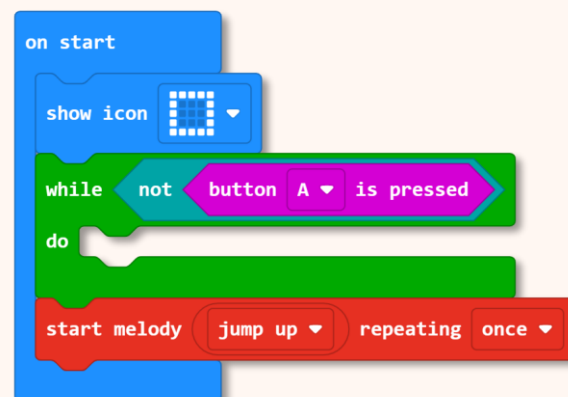 on start
show icon
while not button A is pressed
do
start melody jump up repeating once